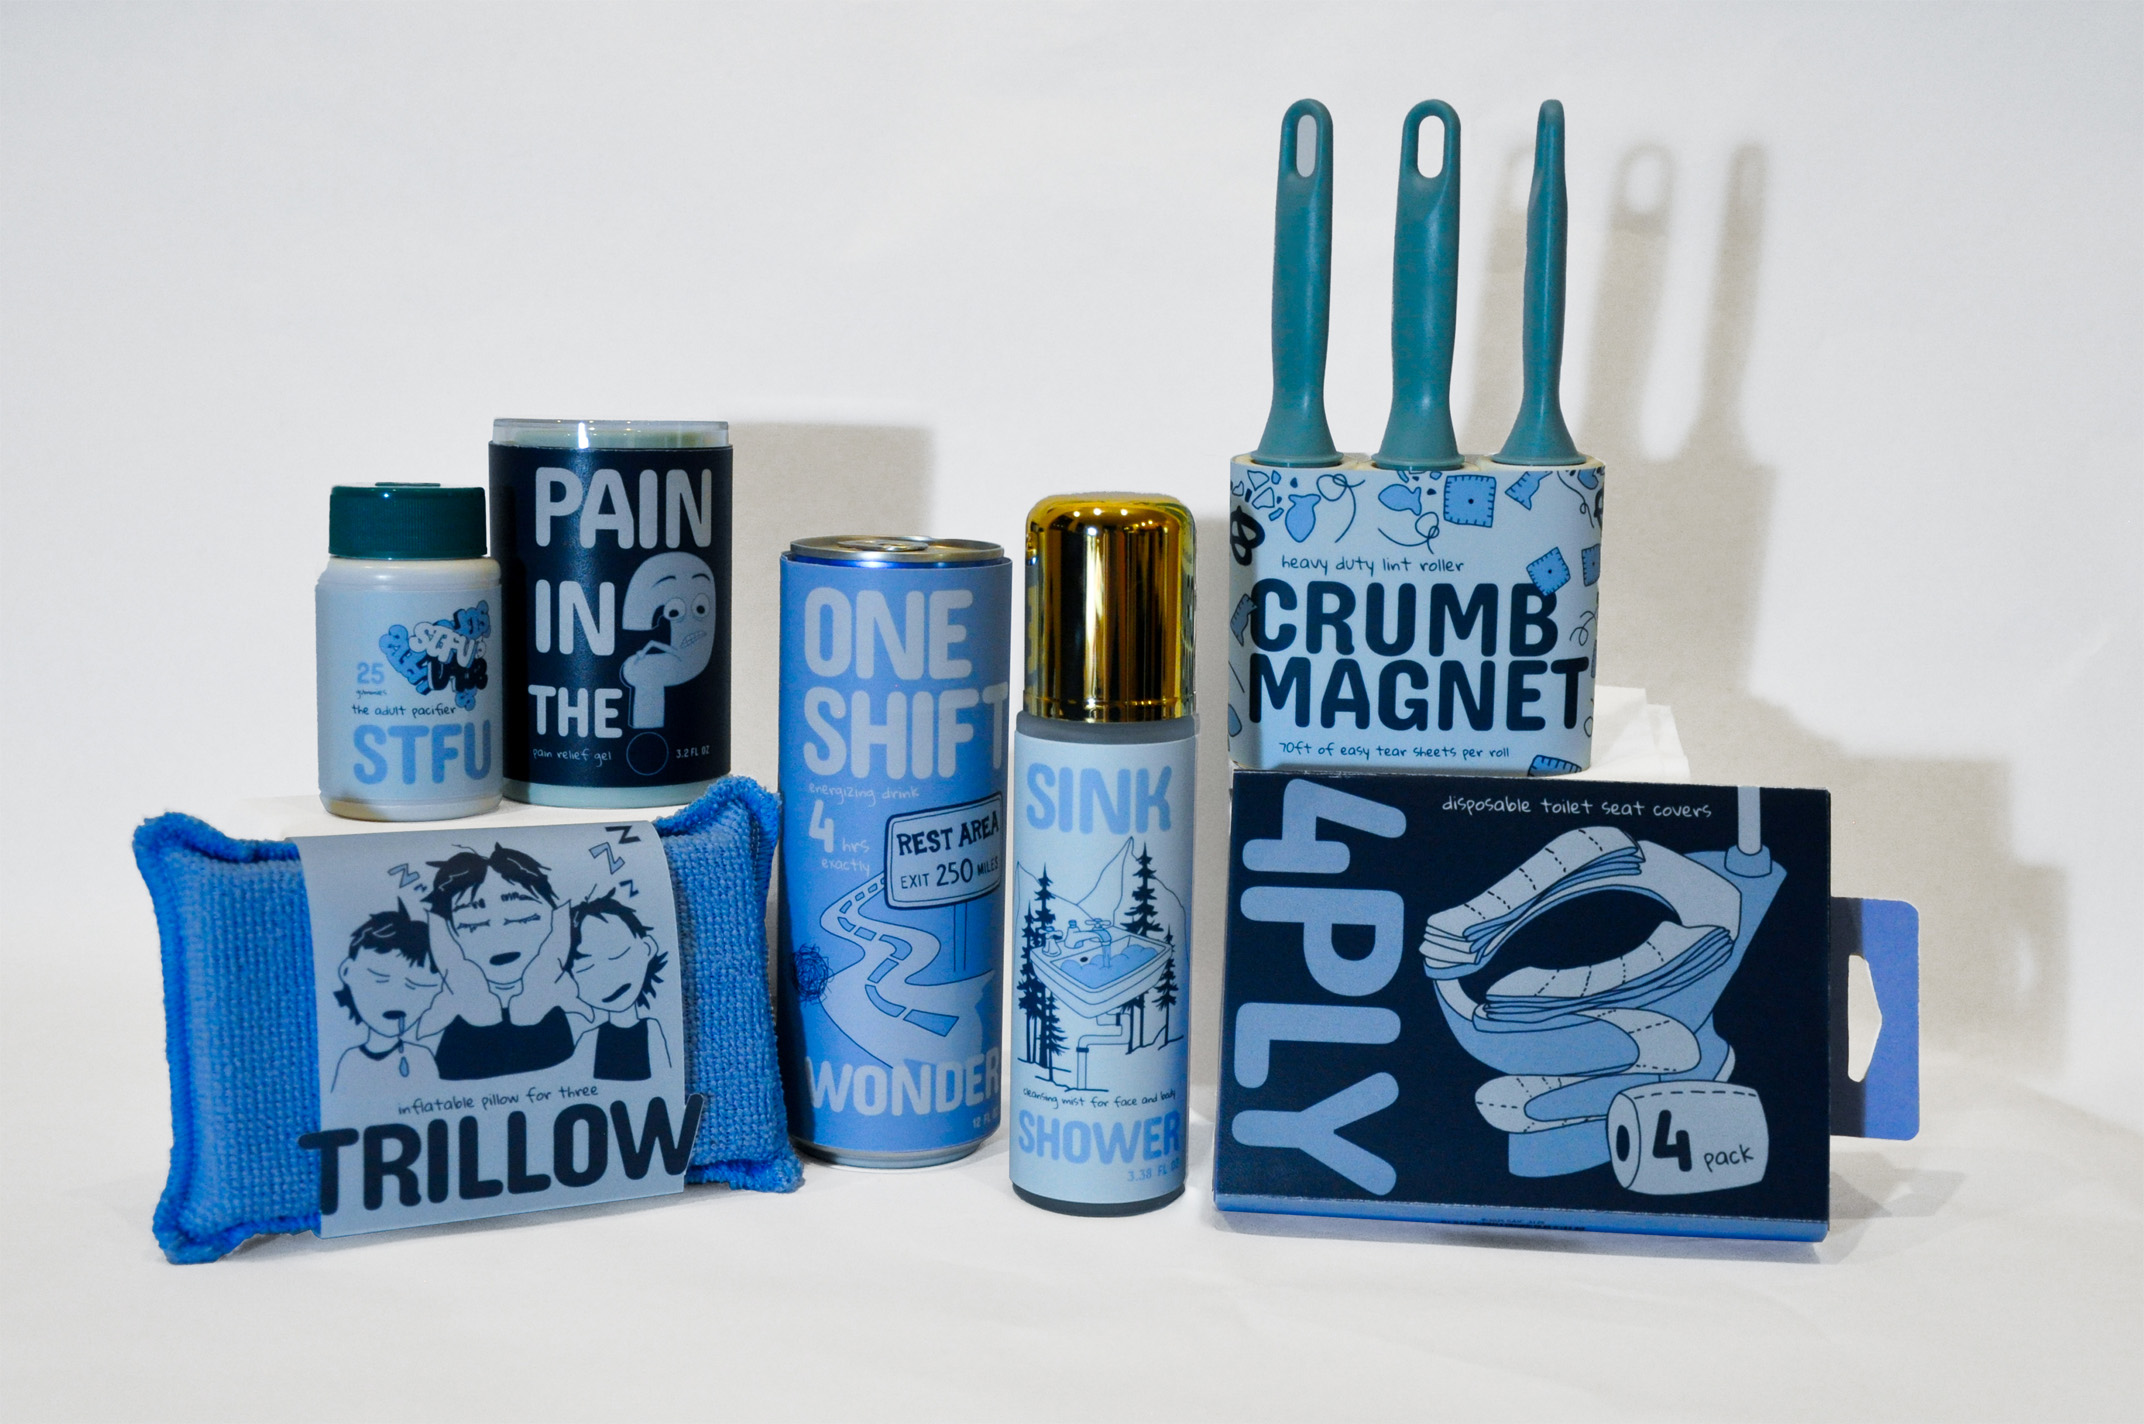 25
gummies
the adult pacifier
STFU
STFU
PAIN
IN
THE
pain relief gel
3.2 FL OZ
Z
Z
Z
Z
inflatable pillow for three
TRILLOW
ONE
SHIFT
energizing drink
4 hrs
exactly
REST AREA
EXIT 250 MILES
WONDER
12 FL
SINK
cleansing mist for face and body
SHOWER
3.38 FL OZ
heavy duty lint roller
CRUMB
MAGNET
70ft of easy tear sheets per roll
4PLY
disposable toilet seat covers
4 pack